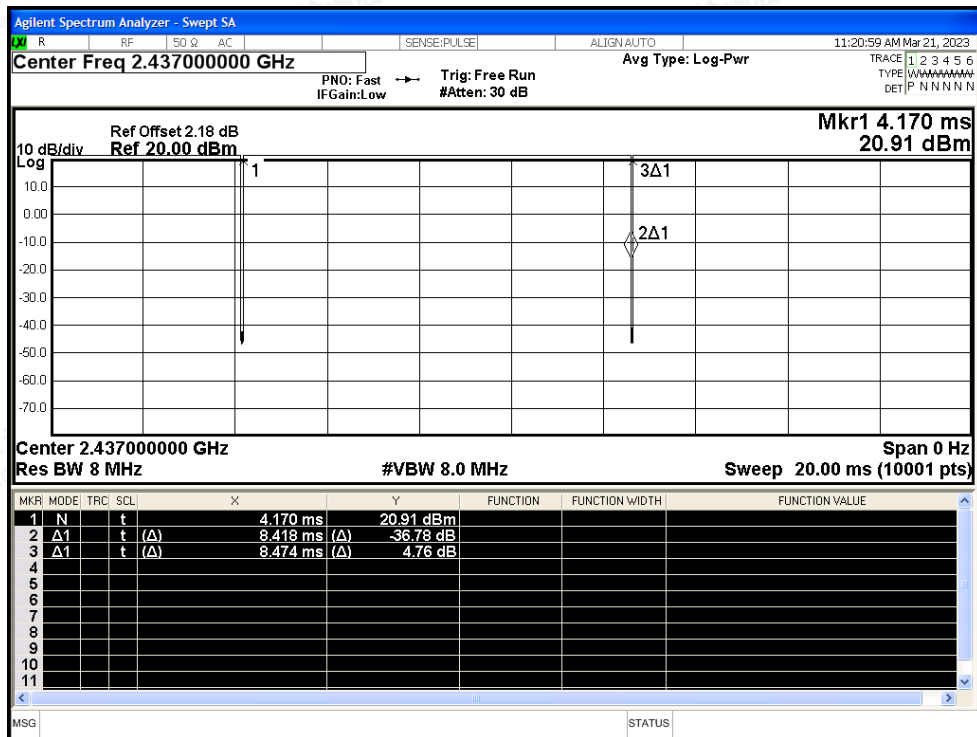 Agilent Spectrum Analyzer - Swept SA
LXI R RF 50 Ω AC SENSE:PULSE ALIGN AUTO 11:20:59 AM Mar 21, 2023
Center Freq 2.437000000 GHz
PNO: Fast
IFGain:Low
Trig: Free Run
#Atten: 30 dB
Avg Type: Log-Pwr
TRACE 1 2 3 4 5 6
TYPE WWWWWW
DET P N N N N N
Mkr1 4.170 ms
20.91 dBm
Ref Offset 2.18 dB
10 dB/div Ref 20.00 dBm
Log
1
3Δ1
10.0
0.00
2Δ1
-10.0
-20.0
-30.0
-40.0
-50.0
-60.0
-70.0
Center 2.437000000 GHz Span 0 Hz
Res BW 8 MHz #VBW 8.0 MHz Sweep 20.00 ms (10001 pts)
MKR MODE TRC SCL X Y FUNCTION FUNCTION WIDTH FUNCTION VALUE
1 N t 4.170 ms 20.91 dBm
2 Δ1 t (Δ) 8.418 ms (Δ) -36.78 dB
3 Δ1 t (Δ) 8.474 ms (Δ) 4.76 dB
4
5
6
7
8
9
10
11
MSG STATUS